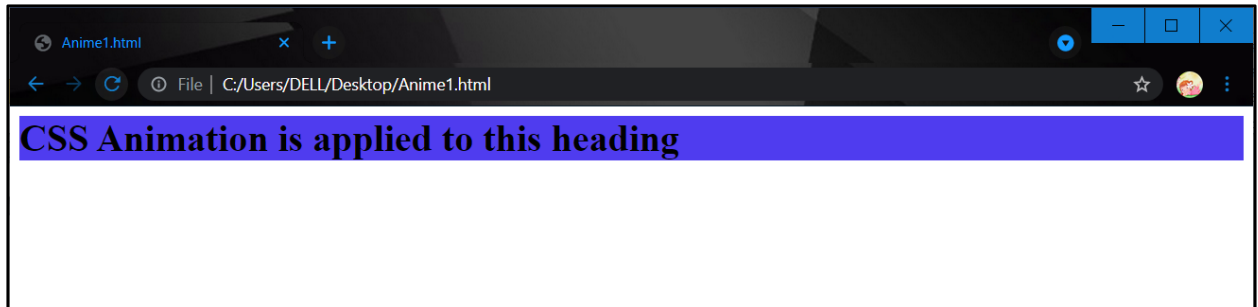 Anime1.html
File | C:/Users/DELL/Desktop/Anime1.html
CSS Animation is applied to this heading